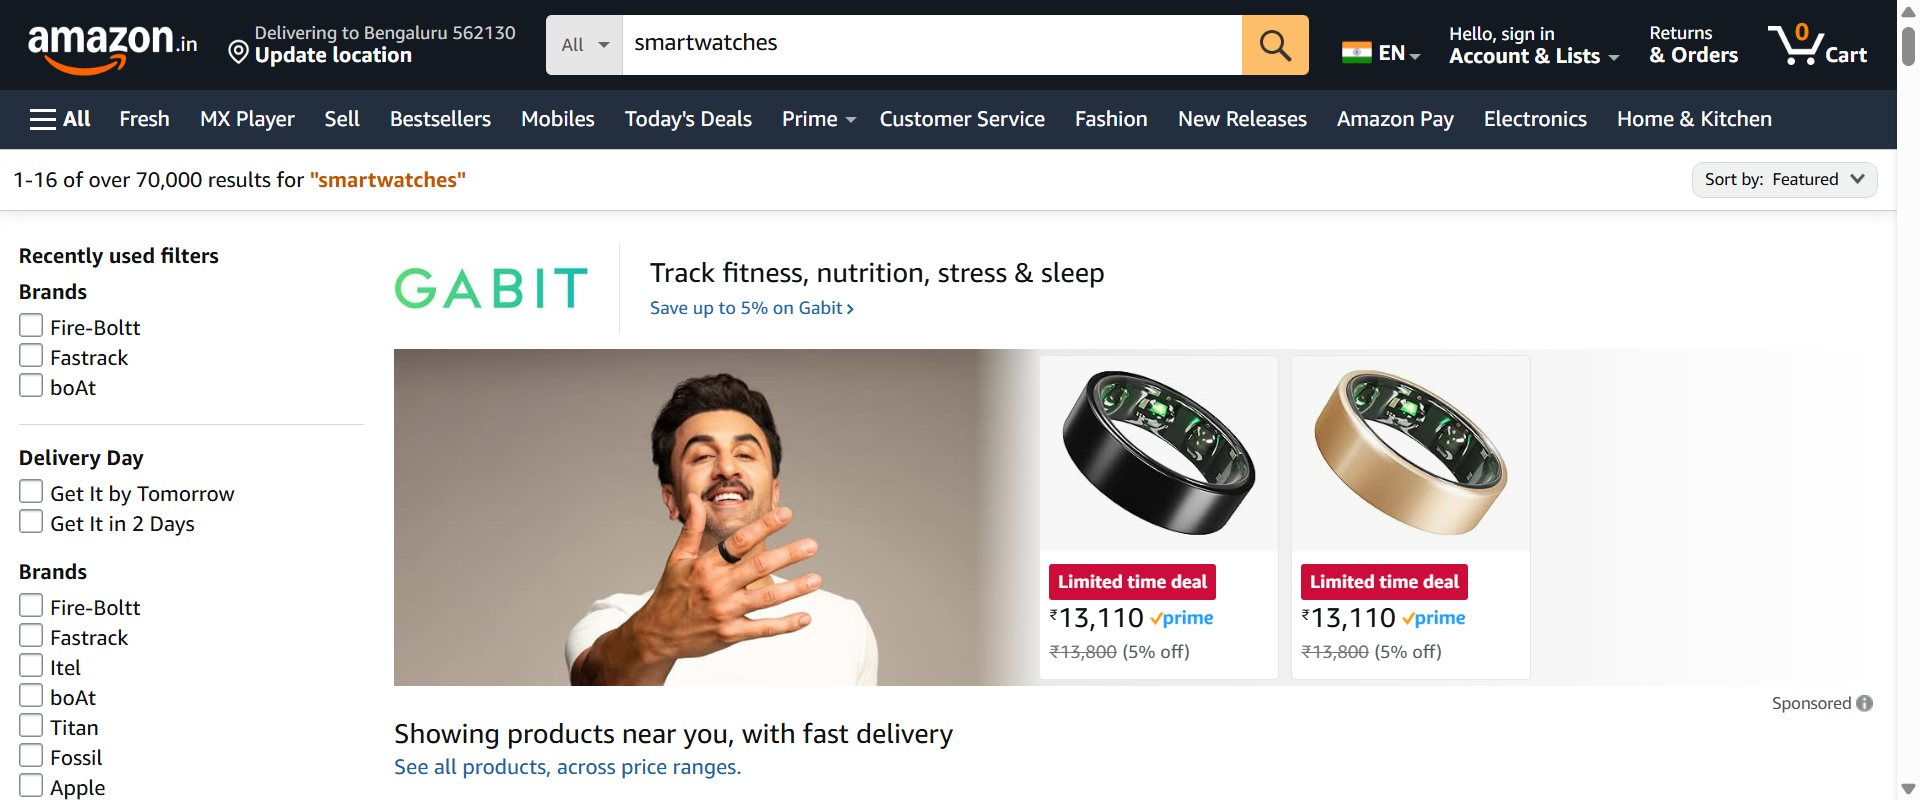 amazon.in
Delivering to Bengaluru 562130
Update location
All
smartwatches
EN
Hello, sign in
Account & Lists
Returns
& Orders
0
Cart
All Fresh MX Player Sell Bestsellers Mobiles Today's Deals Prime Customer Service Fashion New Releases Amazon Pay Electronics Home & Kitchen
1-16 of over 70,000 results for "smartwatches"
Sort by: Featured
Recently used filters
Brands
Fire-Boltt
Fastrack
boAt
Delivery Day
Get It by Tomorrow
Get It in 2 Days
Brands
Fire-Boltt
Fastrack
Itel
boAt
Titan
Fossil
Apple
GABIT
Track fitness, nutrition, stress & sleep
Save up to 5% on Gabit ›
Limited time deal
₹13,110 prime
₹13,800 (5% off)
Limited time deal
₹13,110 prime
₹13,800 (5% off)
Sponsored
Showing products near you, with fast delivery
See all products, across price ranges.